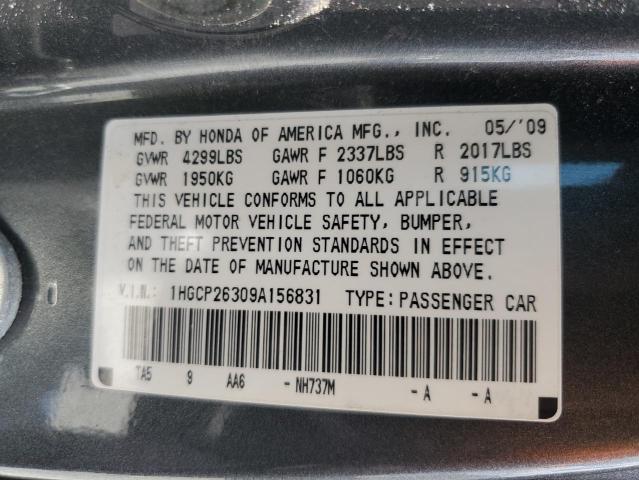 MFD. BY HONDA OF AMERICA MFG., INC. 05/'09
GVWR 4299LBS GAWR F 2337LBS R 2017LBS
GVWR 1950KG GAWR F 1060KG R 915KG
THIS VEHICLE CONFORMS TO ALL APPLICABLE
FEDERAL MOTOR VEHICLE SAFETY, BUMPER,
AND THEFT PREVENTION STANDARDS IN EFFECT
ON THE DATE OF MANUFACTURE SHOWN ABOVE.
V.I.N.: 1HGCP26309A156831 TYPE:PASSENGER CAR
TA5 9 AA6 -NH737M -A -A